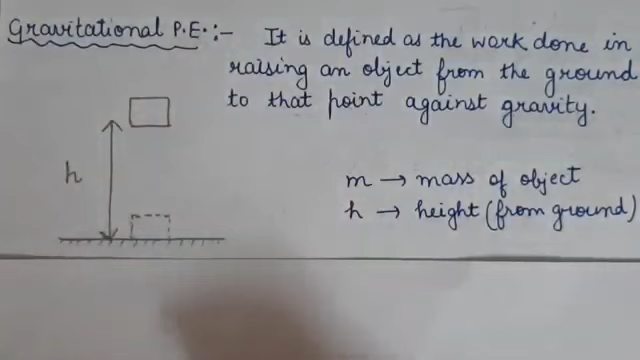 Gravitational P.E. :- It is defined as the work done in
raising an object from the ground
to that point against gravity.
h
m → mass of object
h → height (from ground)